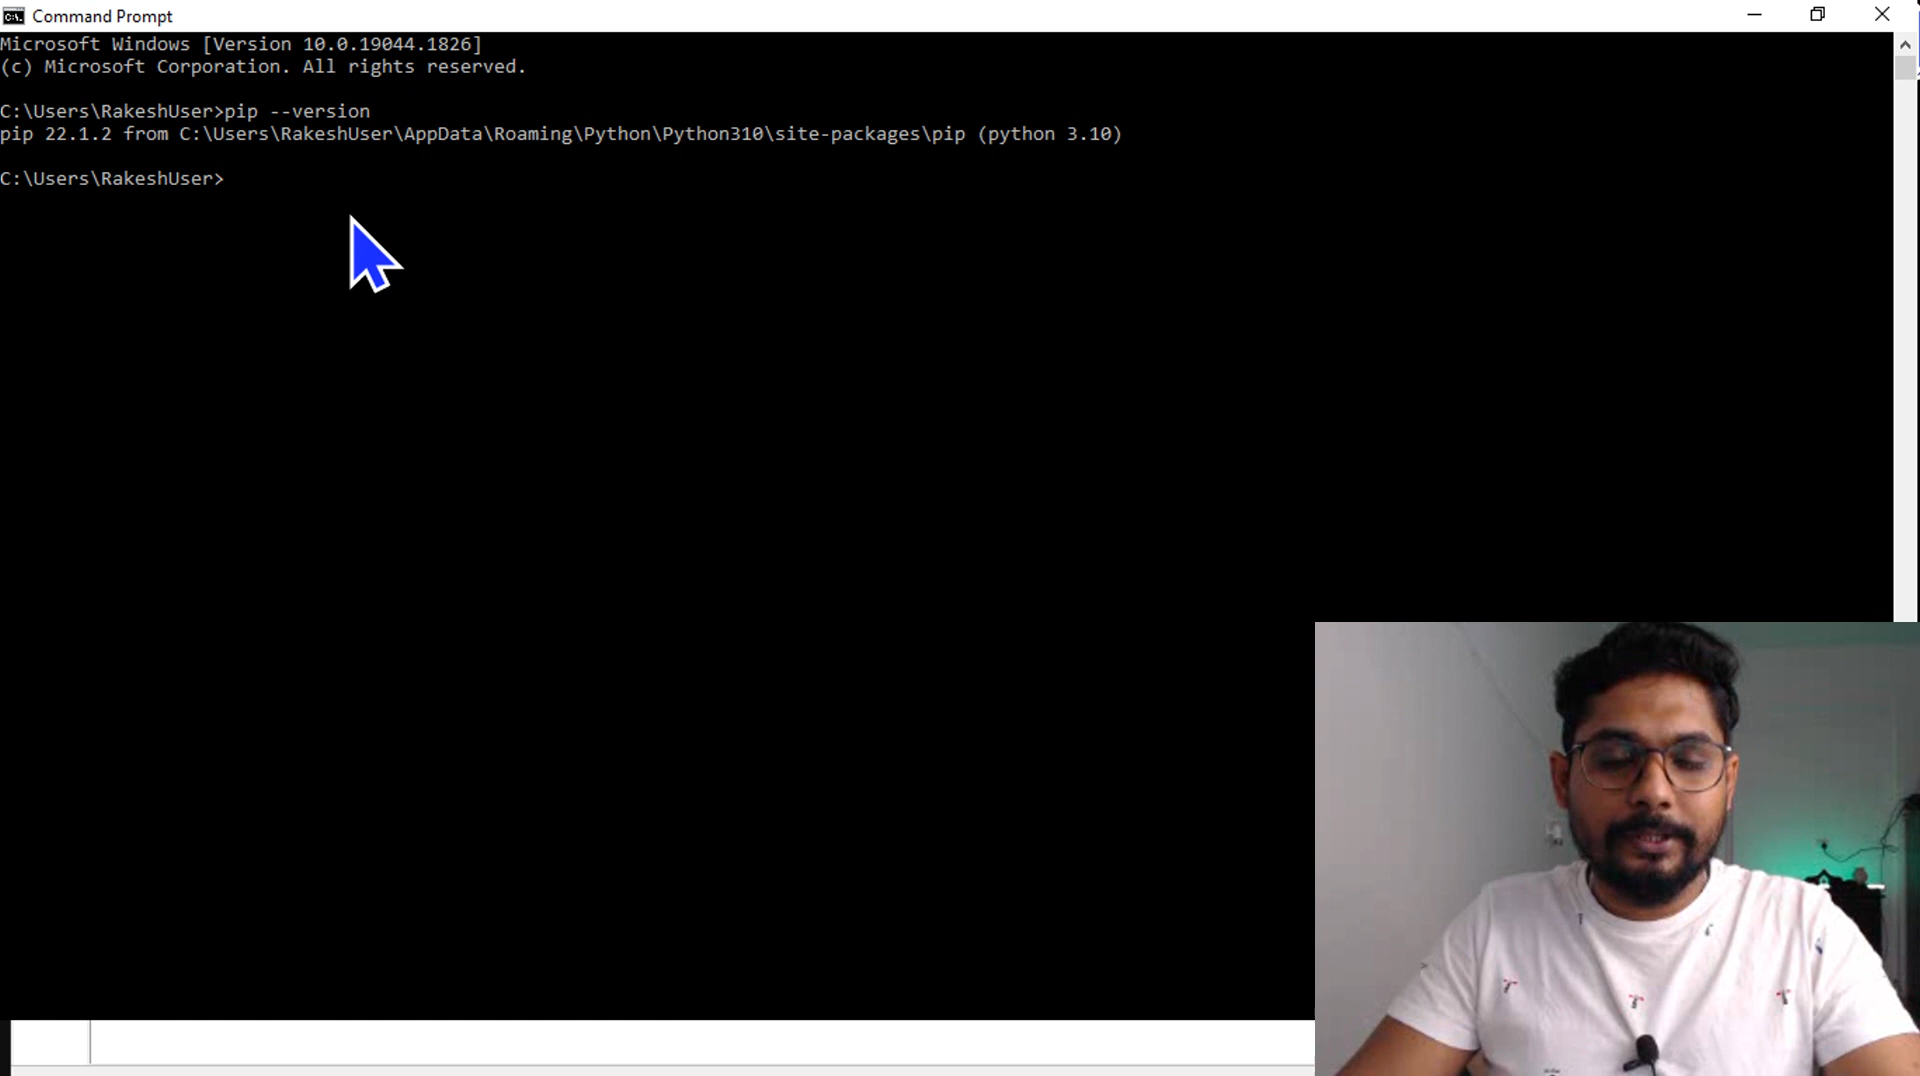 Command Prompt
Microsoft Windows [Version 10.0.19044.1826]
(c) Microsoft Corporation. All rights reserved.
C:\Users\RakeshUser>pip --version
pip 22.1.2 from C:\Users\RakeshUser\AppData\Roaming\Python\Python310\site-packages\pip (python 3.10)
C:\Users\RakeshUser>